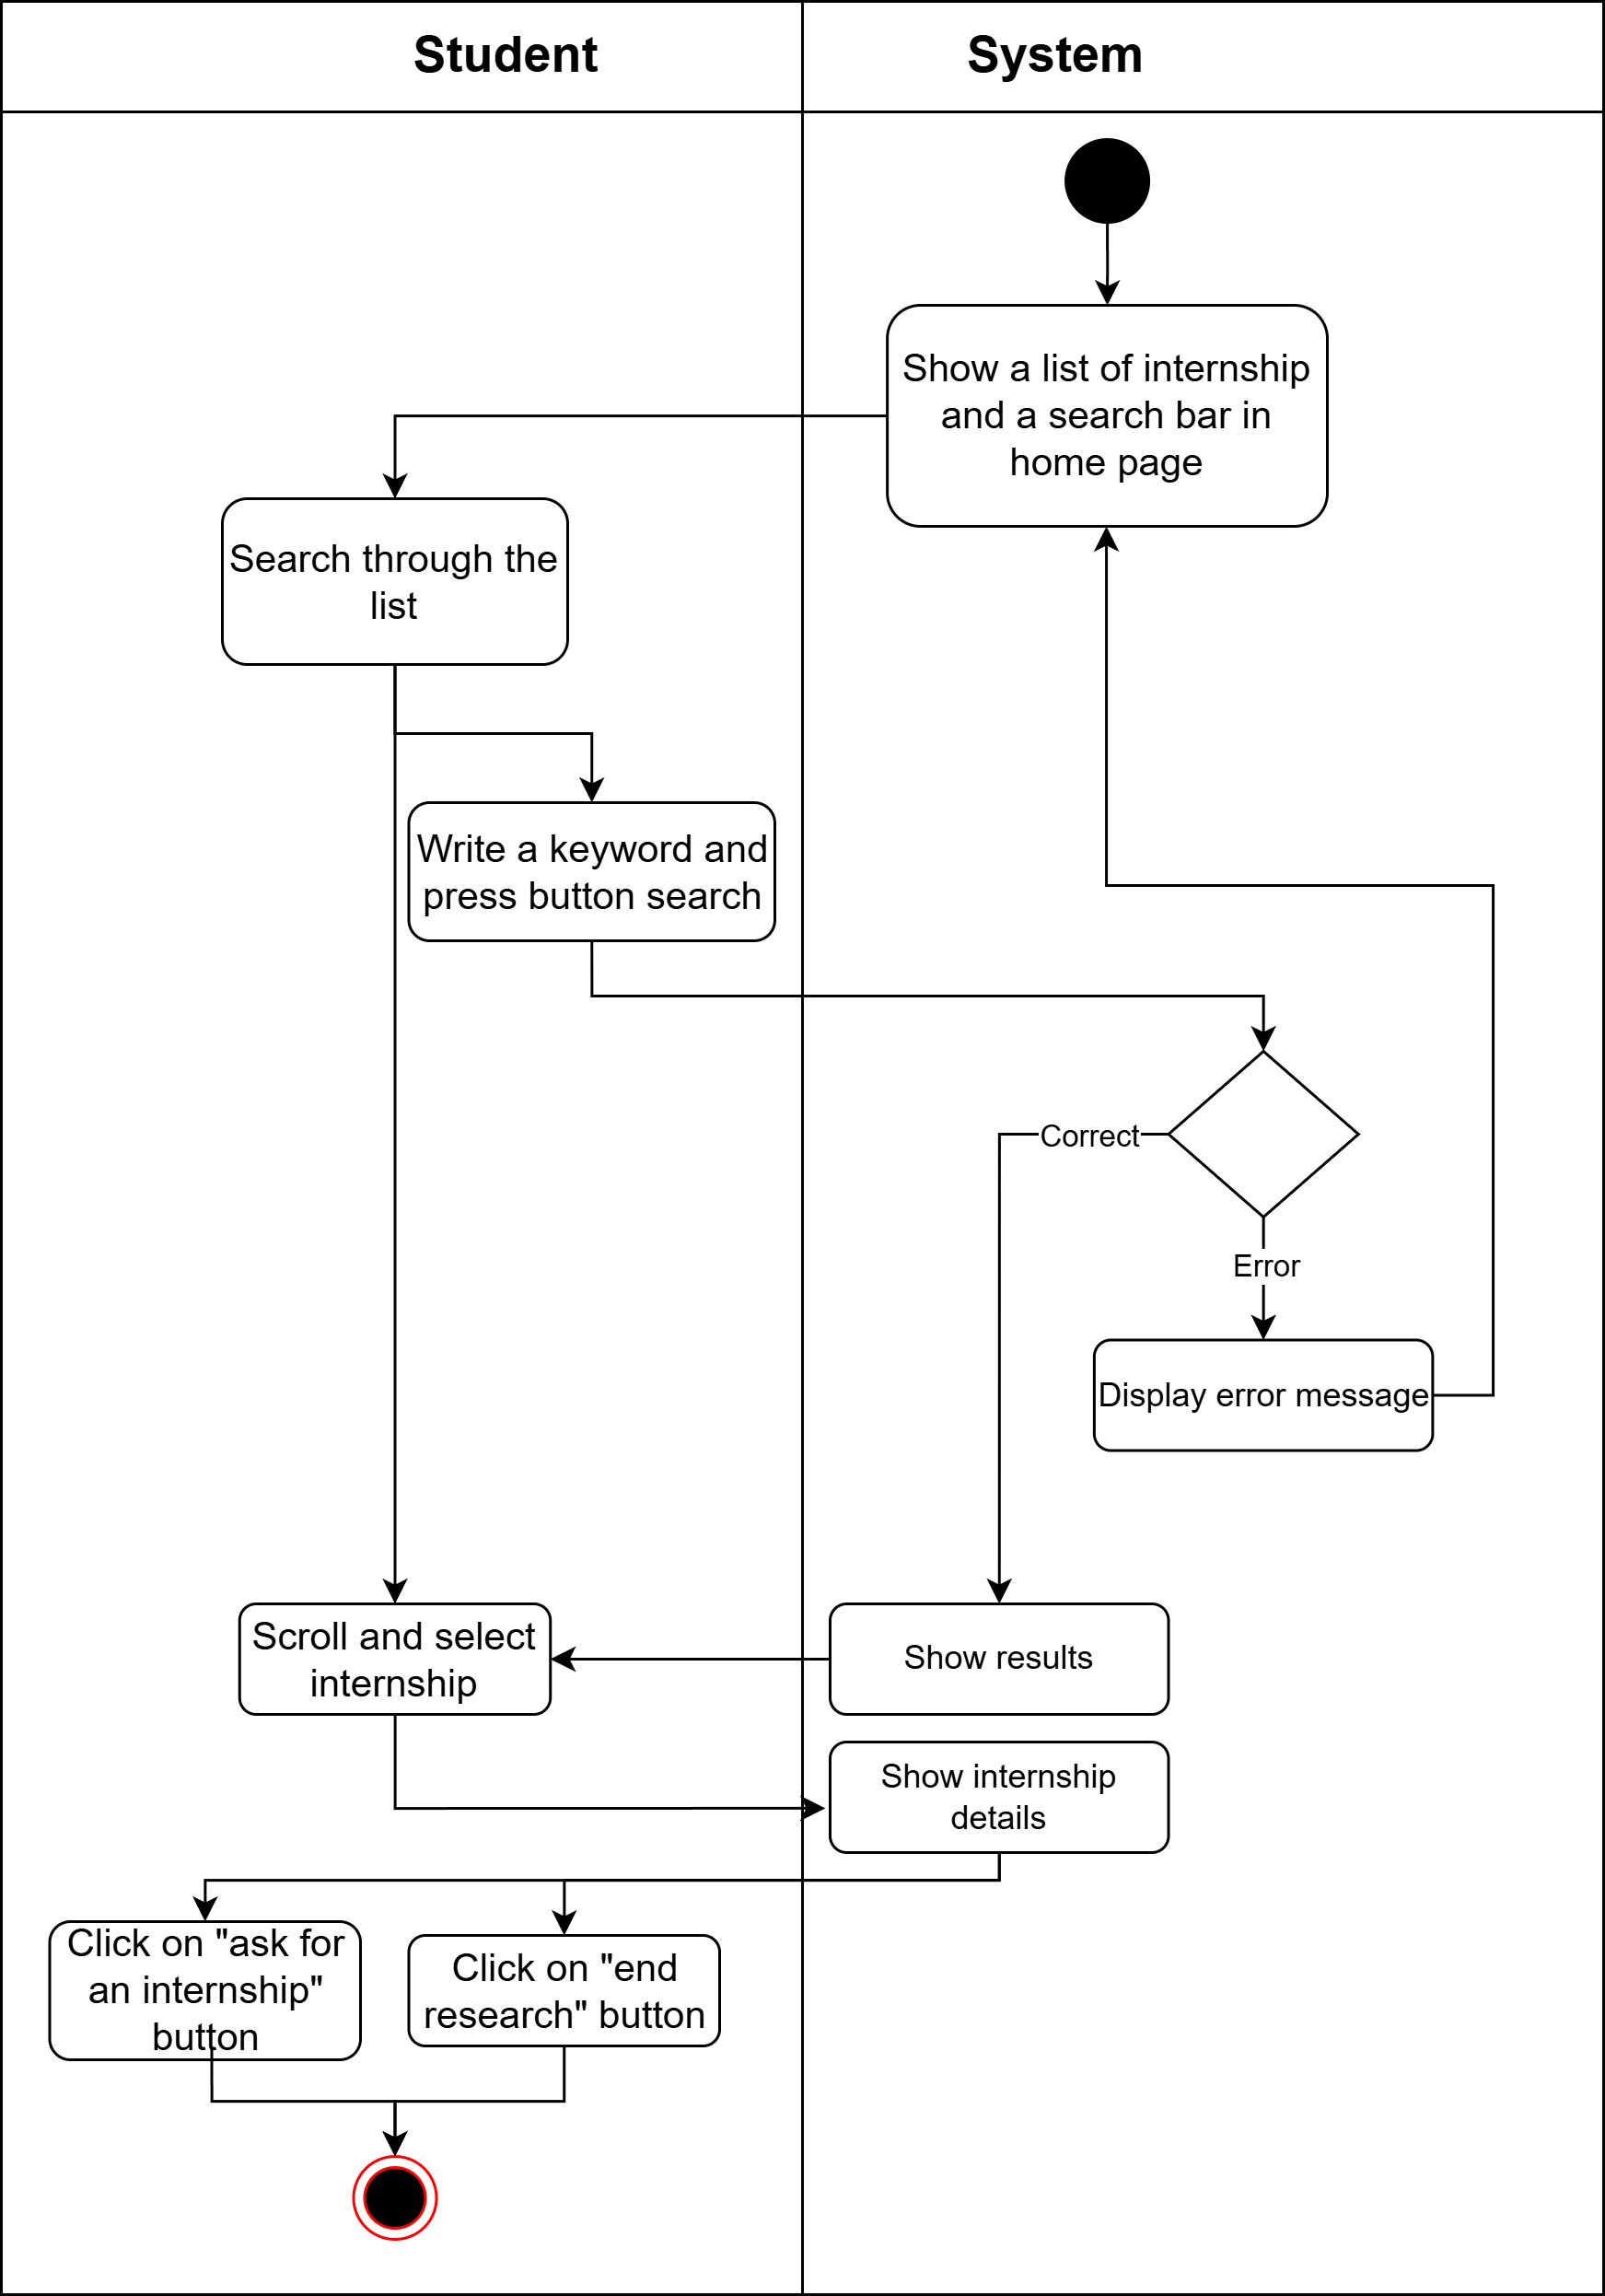 Student
System
Show a list of internship
and a search bar in
home page
Search through the
list
Write a keyword and
press button search
Correct
Error
Display error message
Scroll and select
internship
Show results
Show internship
details
Click on "ask for
an internship"
button
Click on "end
research" button